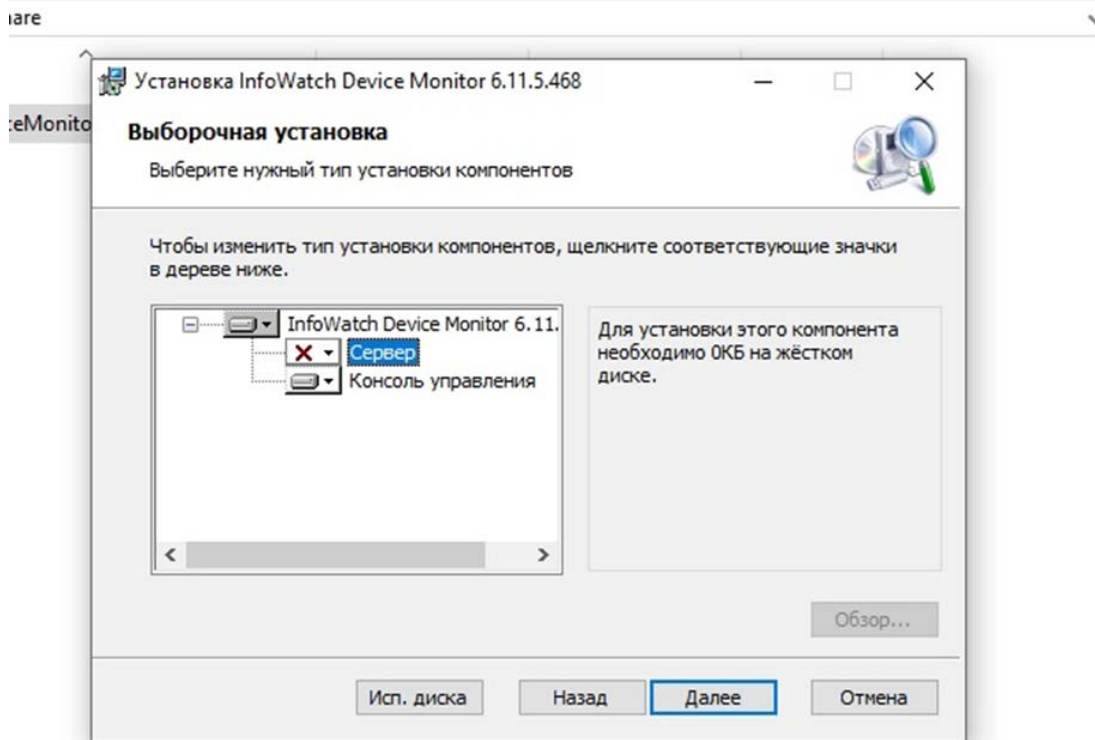 Установка InfoWatch Device Monitor 6.11.5.468
Выборочная установка
Выберите нужный тип установки компонентов
Чтобы изменить тип установки компонентов, щелкните соответствующие значки
в дереве ниже.
InfoWatch Device Monitor 6.11.
Сервер
Консоль управления
Для установки этого компонента
необходимо 0КБ на жёстком
диске.
Обзор...
Исп. диска
Назад
Далее
Отмена